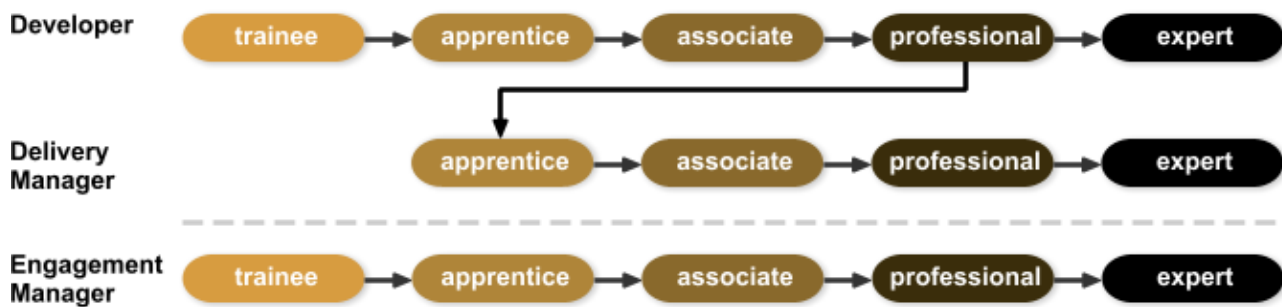 Developer
trainee
apprentice
associate
professional
expert
Delivery
Manager
apprentice
associate
professional
expert
Engagement
Manager
trainee
apprentice
associate
professional
expert